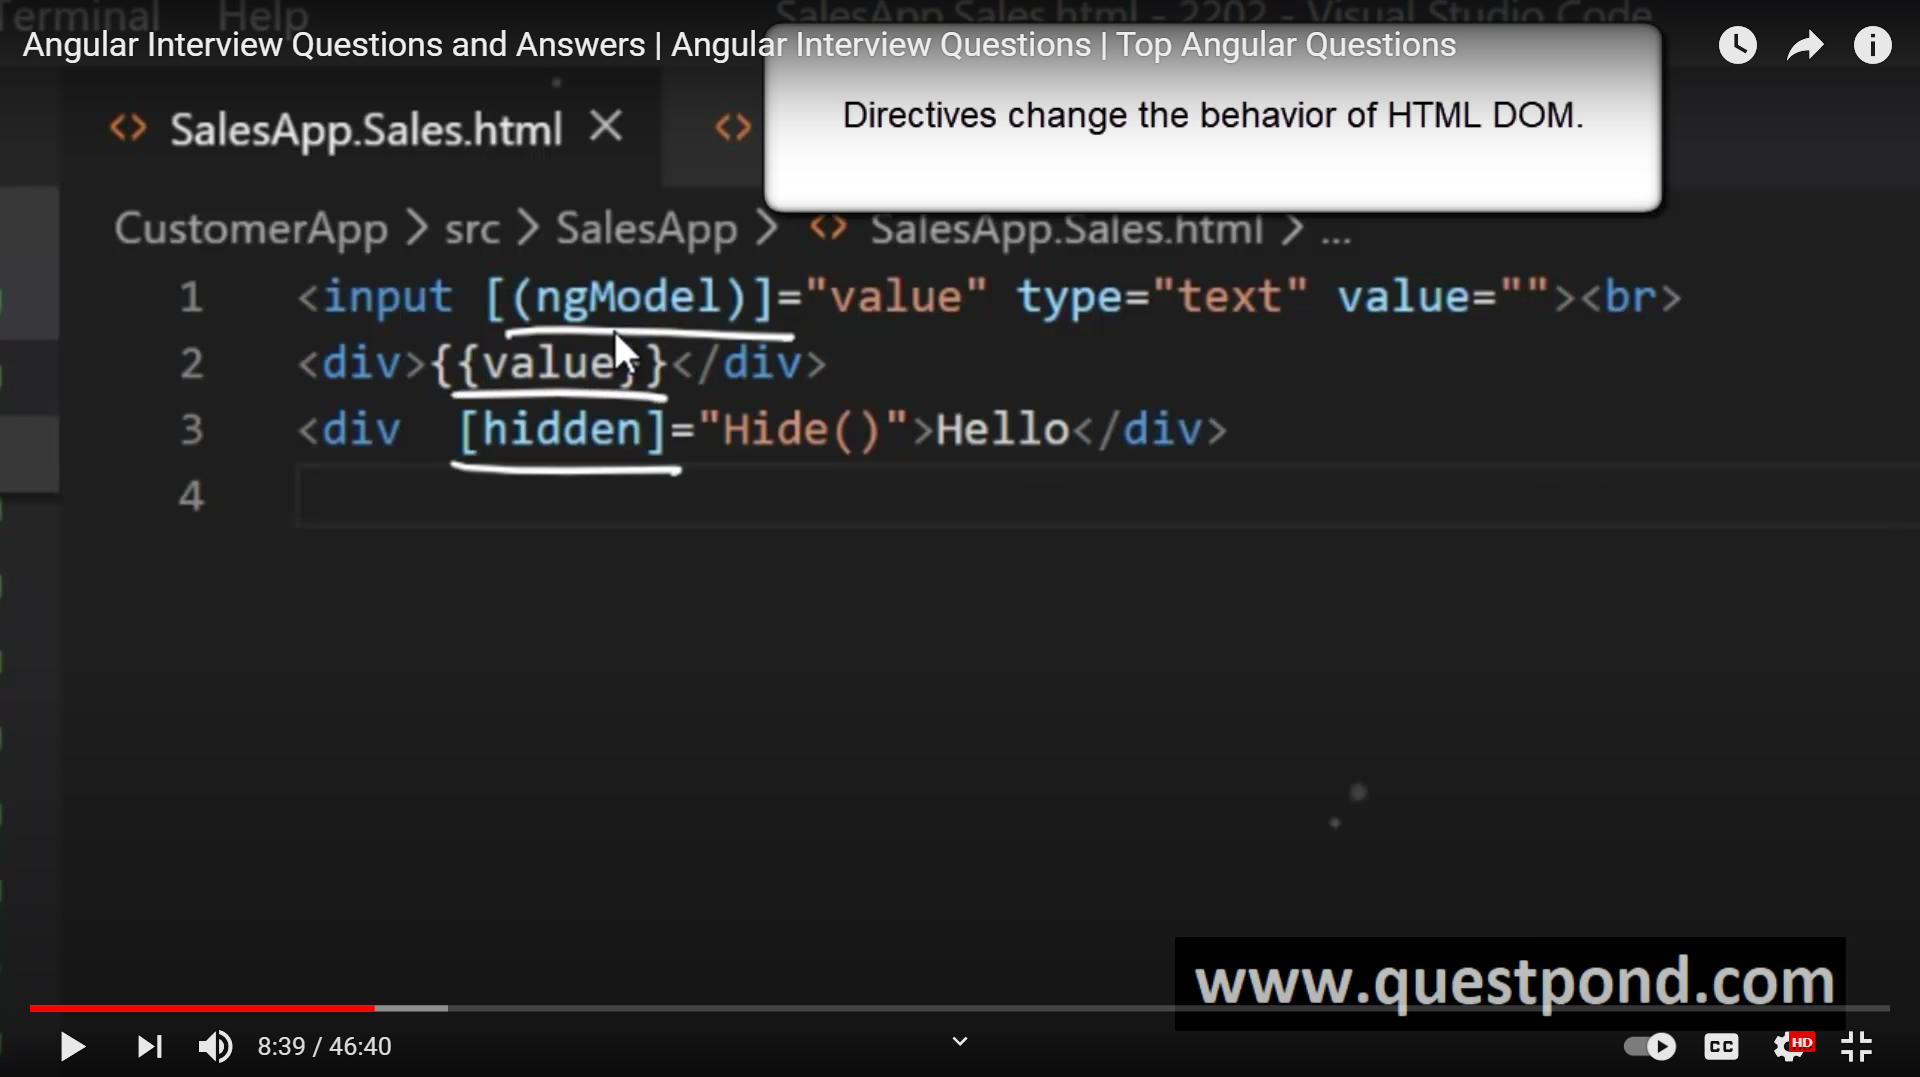 Terminal Help SalesApp.Sales.html - 2202 - Visual Studio Code
Angular Interview Questions and Answers | Angular Interview Questions | Top Angular Questions
Directives change the behavior of HTML DOM.
SalesApp.Sales.html
CustomerApp > src > SalesApp > SalesApp.Sales.html > ...
1 <input [(ngModel)]="value" type="text" value=""><br>
2 <div>{{value}}</div>
3 <div [hidden]="Hide()">Hello</div>
4
www.questpond.com
8:39 / 46:40
CC HD